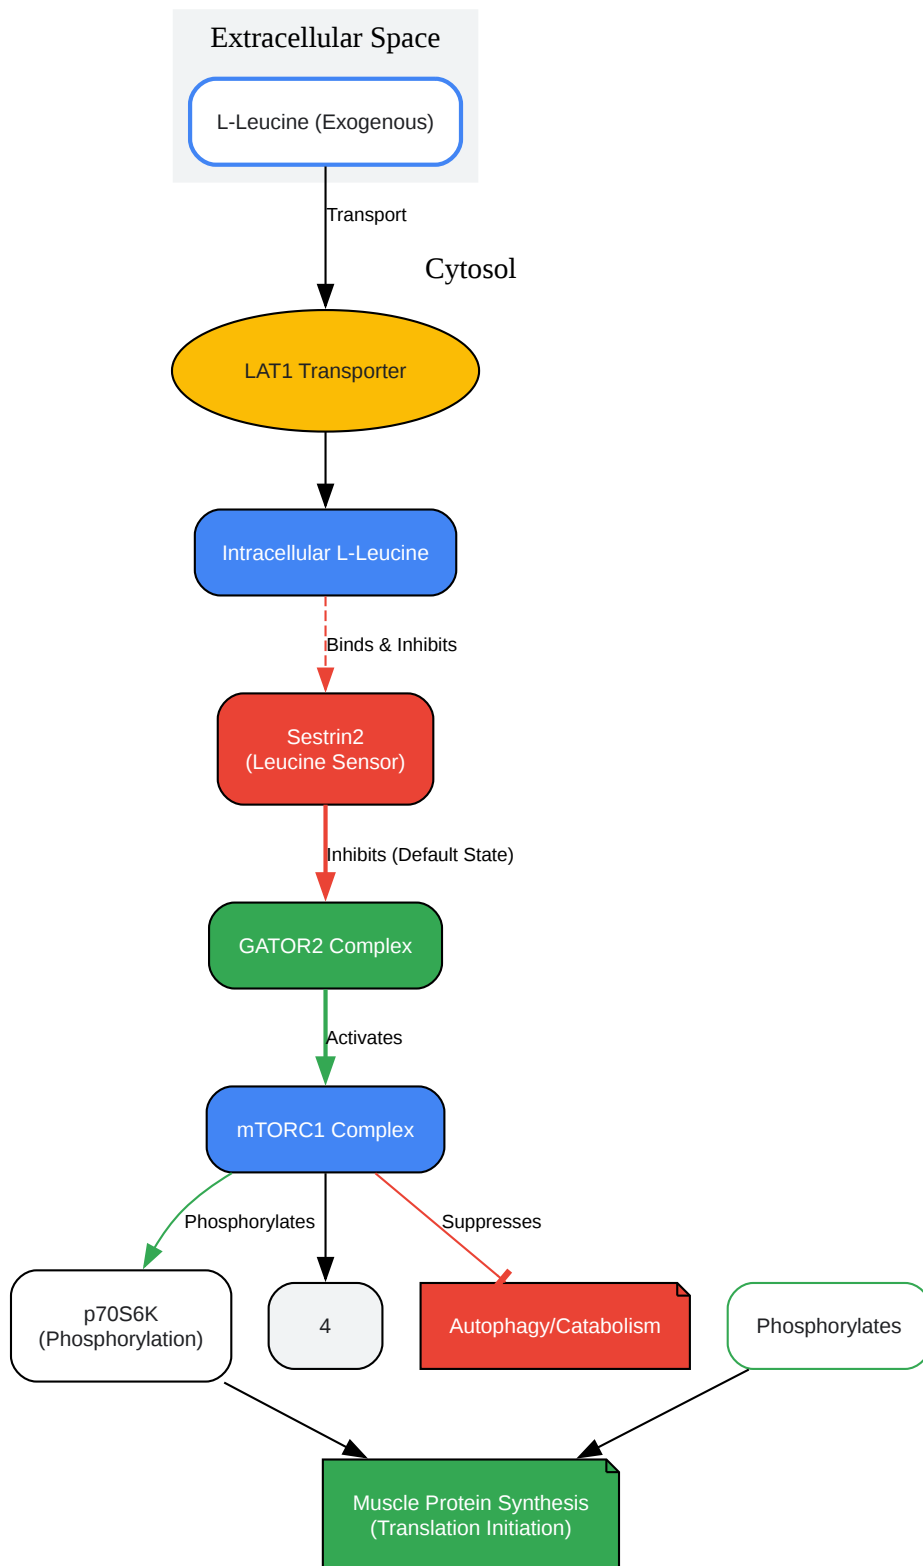 Extracellular Space
L-Leucine (Exogenous)
Transport
Cytosol
LAT1 Transporter
Intracellular L-Leucine
Binds & Inhibits
Sestrin2
(Leucine Sensor)
Inhibits (Default State)
GATOR2 Complex
Activates
mTORC1 Complex
Phosphorylates
Suppresses
p70S6K
(Phosphorylation)
4
Autophagy/Catabolism
Phosphorylates
Muscle Protein Synthesis
(Translation Initiation)